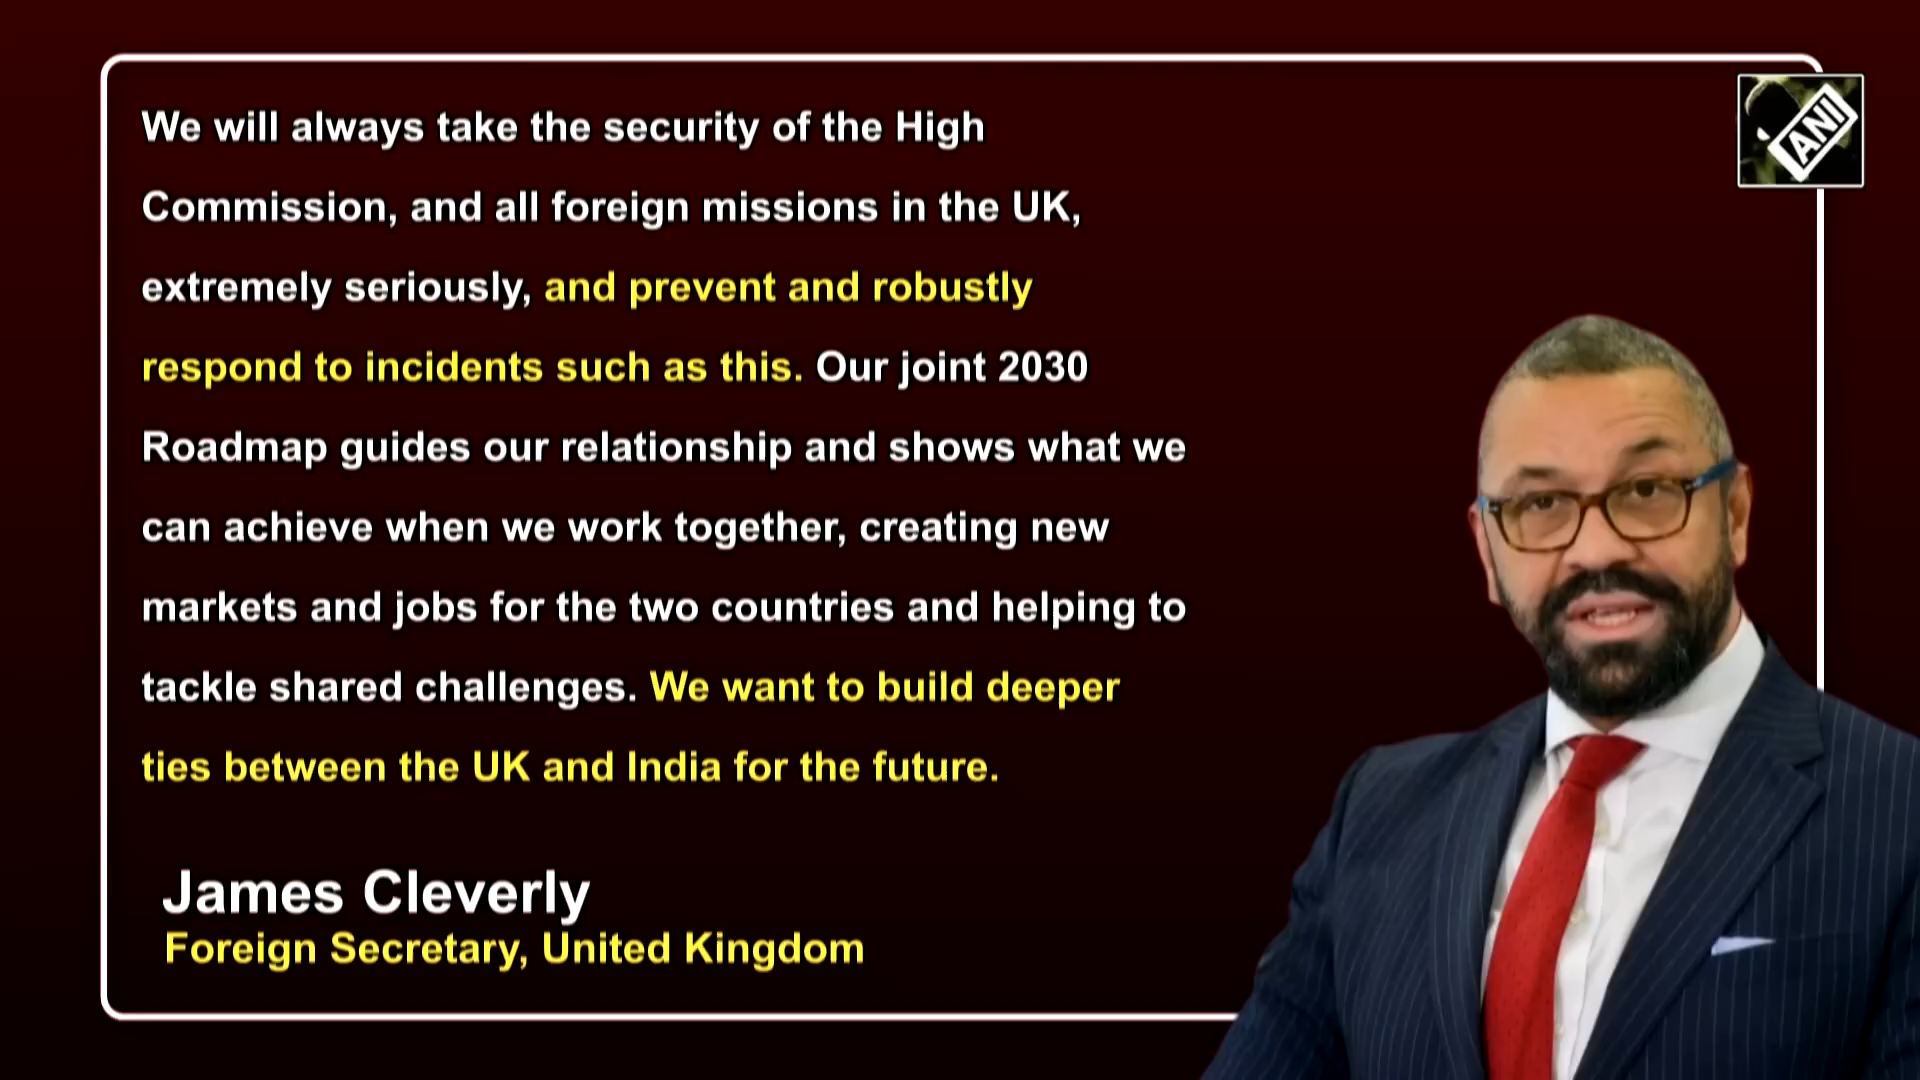 We will always take the security of the High
Commission, and all foreign missions in the UK,
extremely seriously, and prevent and robustly
respond to incidents such as this. Our joint 2030
Roadmap guides our relationship and shows what we
can achieve when we work together, creating new
markets and jobs for the two countries and helping to
tackle shared challenges. We want to build deeper
ties between the UK and India for the future.
James Cleverly
Foreign Secretary, United Kingdom
ANI